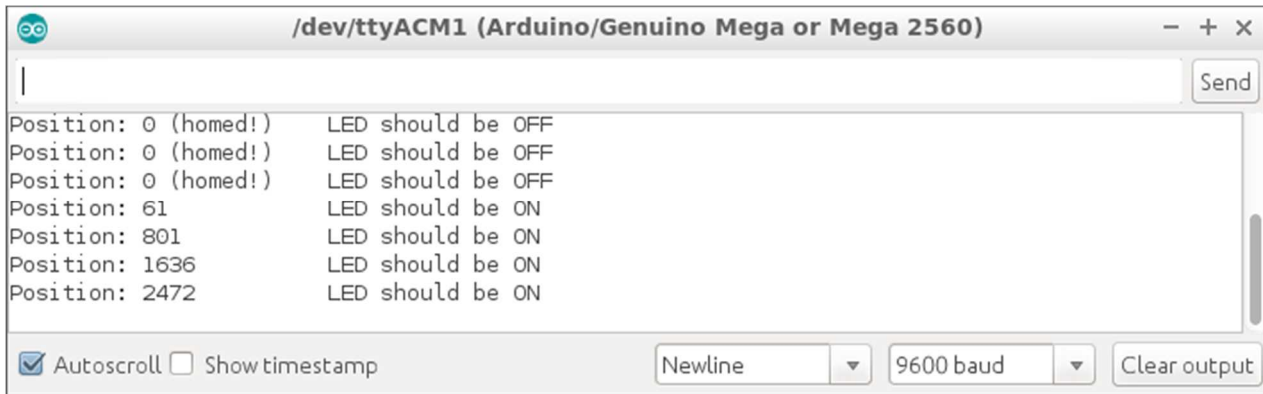 /dev/ttyACM1 (Arduino/Genuino Mega or Mega 2560)
Send
Position: 0 (homed!) LED should be OFF
Position: 0 (homed!) LED should be OFF
Position: 0 (homed!) LED should be OFF
Position: 61 LED should be ON
Position: 801 LED should be ON
Position: 1636 LED should be ON
Position: 2472 LED should be ON
Autoscroll Show timestamp Newline 9600 baud Clear output